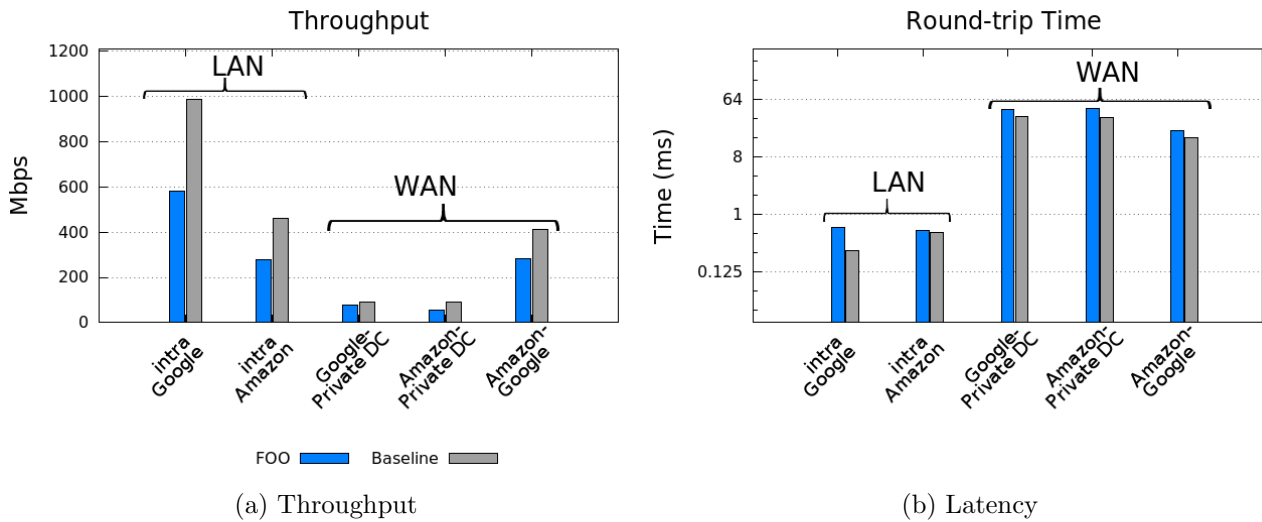 Throughput
1200
1000
800
600
400
200
0
Mbps
LAN
WAN
intra
Google
intra
Amazon
Google-
Private DC
Amazon-
Private DC
Amazon-
Google
FOO
Baseline
(a) Throughput
Round-trip Time
64
8
1
0.125
Time (ms)
LAN
WAN
intra
Google
intra
Amazon
Google-
Private DC
Amazon-
Private DC
Amazon-
Google
(b) Latency